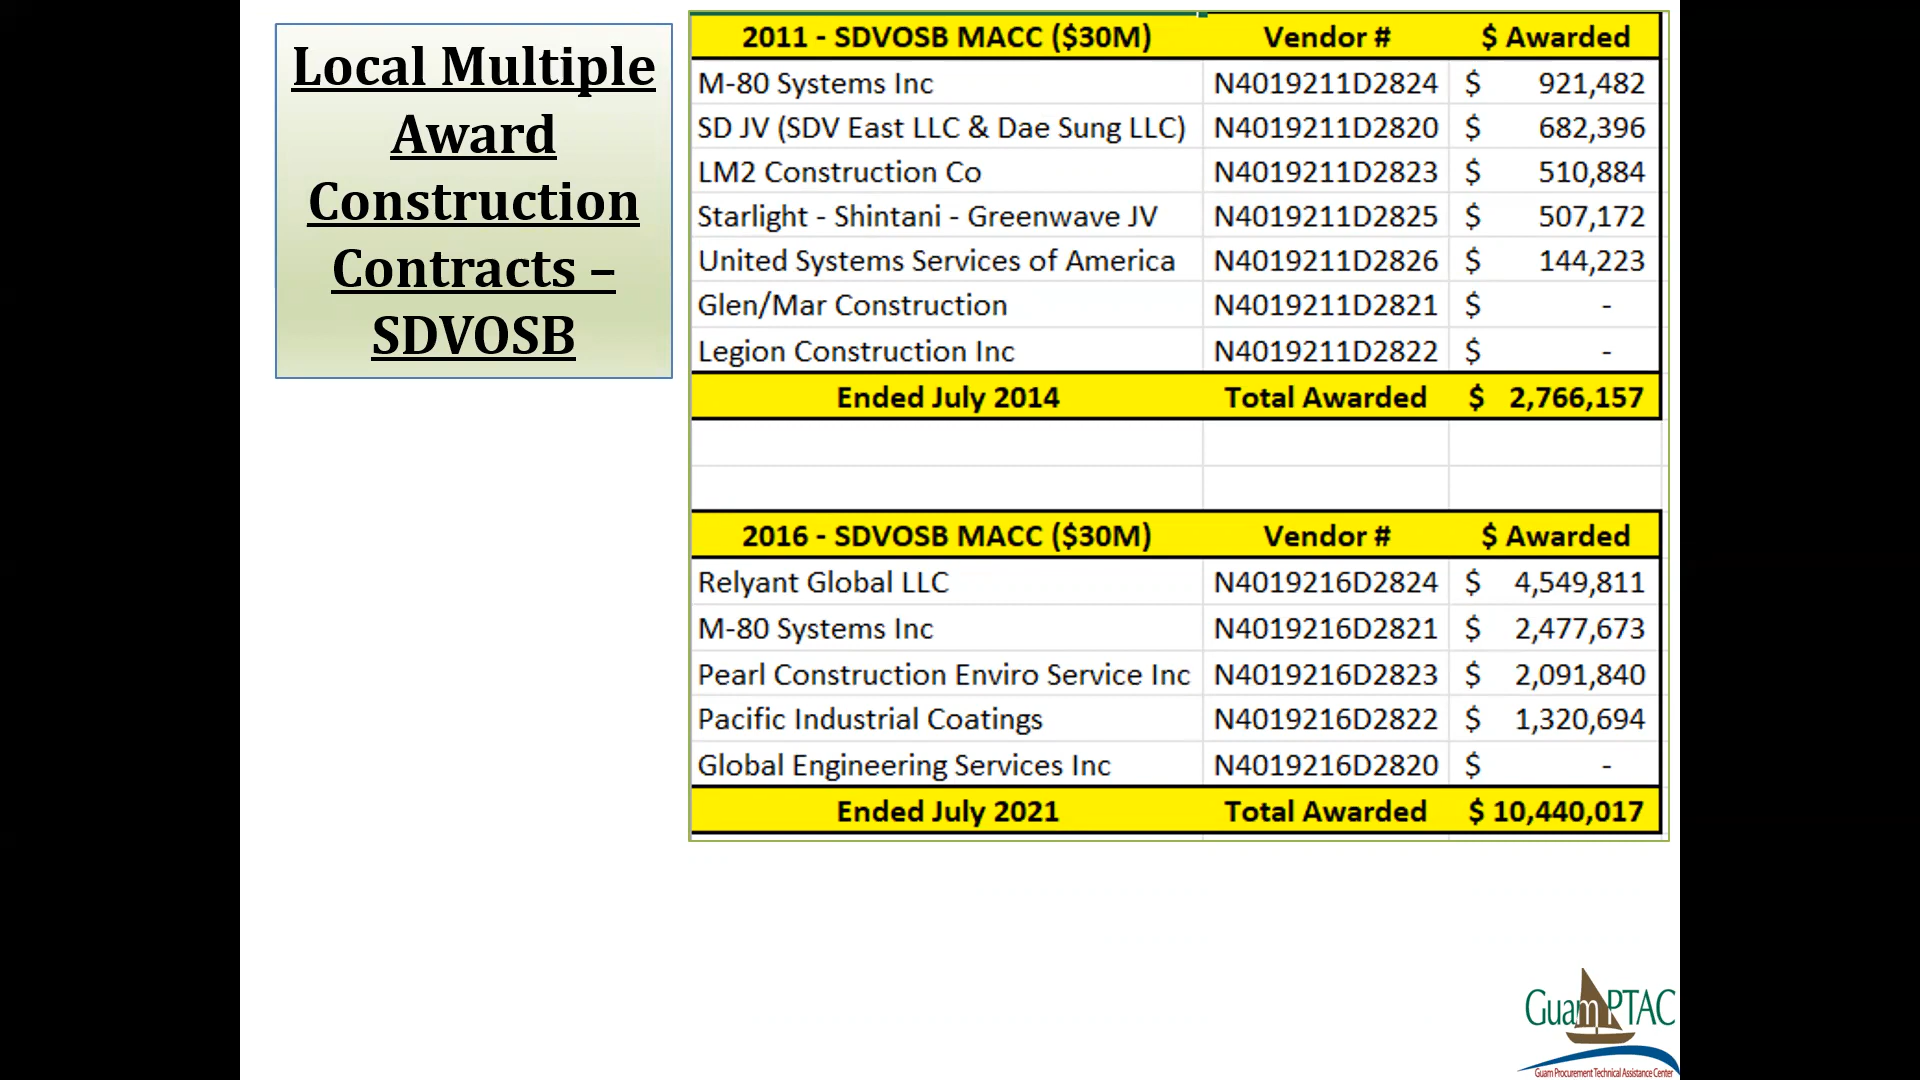 Local Multiple
Award
Construction
Contracts –
SDVOSB
2011 - SDVOSB MACC ($30M) Vendor # $ Awarded
M-80 Systems Inc N4019211D2824 $ 921,482
SD JV (SDV East LLC & Dae Sung LLC) N4019211D2820 $ 682,396
LM2 Construction Co N4019211D2823 $ 510,884
Starlight - Shintani - Greenwave JV N4019211D2825 $ 507,172
United Systems Services of America N4019211D2826 $ 144,223
Glen/Mar Construction N4019211D2821 $ -
Legion Construction Inc N4019211D2822 $ -
Ended July 2014 Total Awarded $ 2,766,157
2016 - SDVOSB MACC ($30M) Vendor # $ Awarded
Relyant Global LLC N4019216D2824 $ 4,549,811
M-80 Systems Inc N4019216D2821 $ 2,477,673
Pearl Construction Enviro Service Inc N4019216D2823 $ 2,091,840
Pacific Industrial Coatings N4019216D2822 $ 1,320,694
Global Engineering Services Inc N4019216D2820 $ -
Ended July 2021 Total Awarded $ 10,440,017
Guam PTAC
Guam Procurement Technical Assistance Center